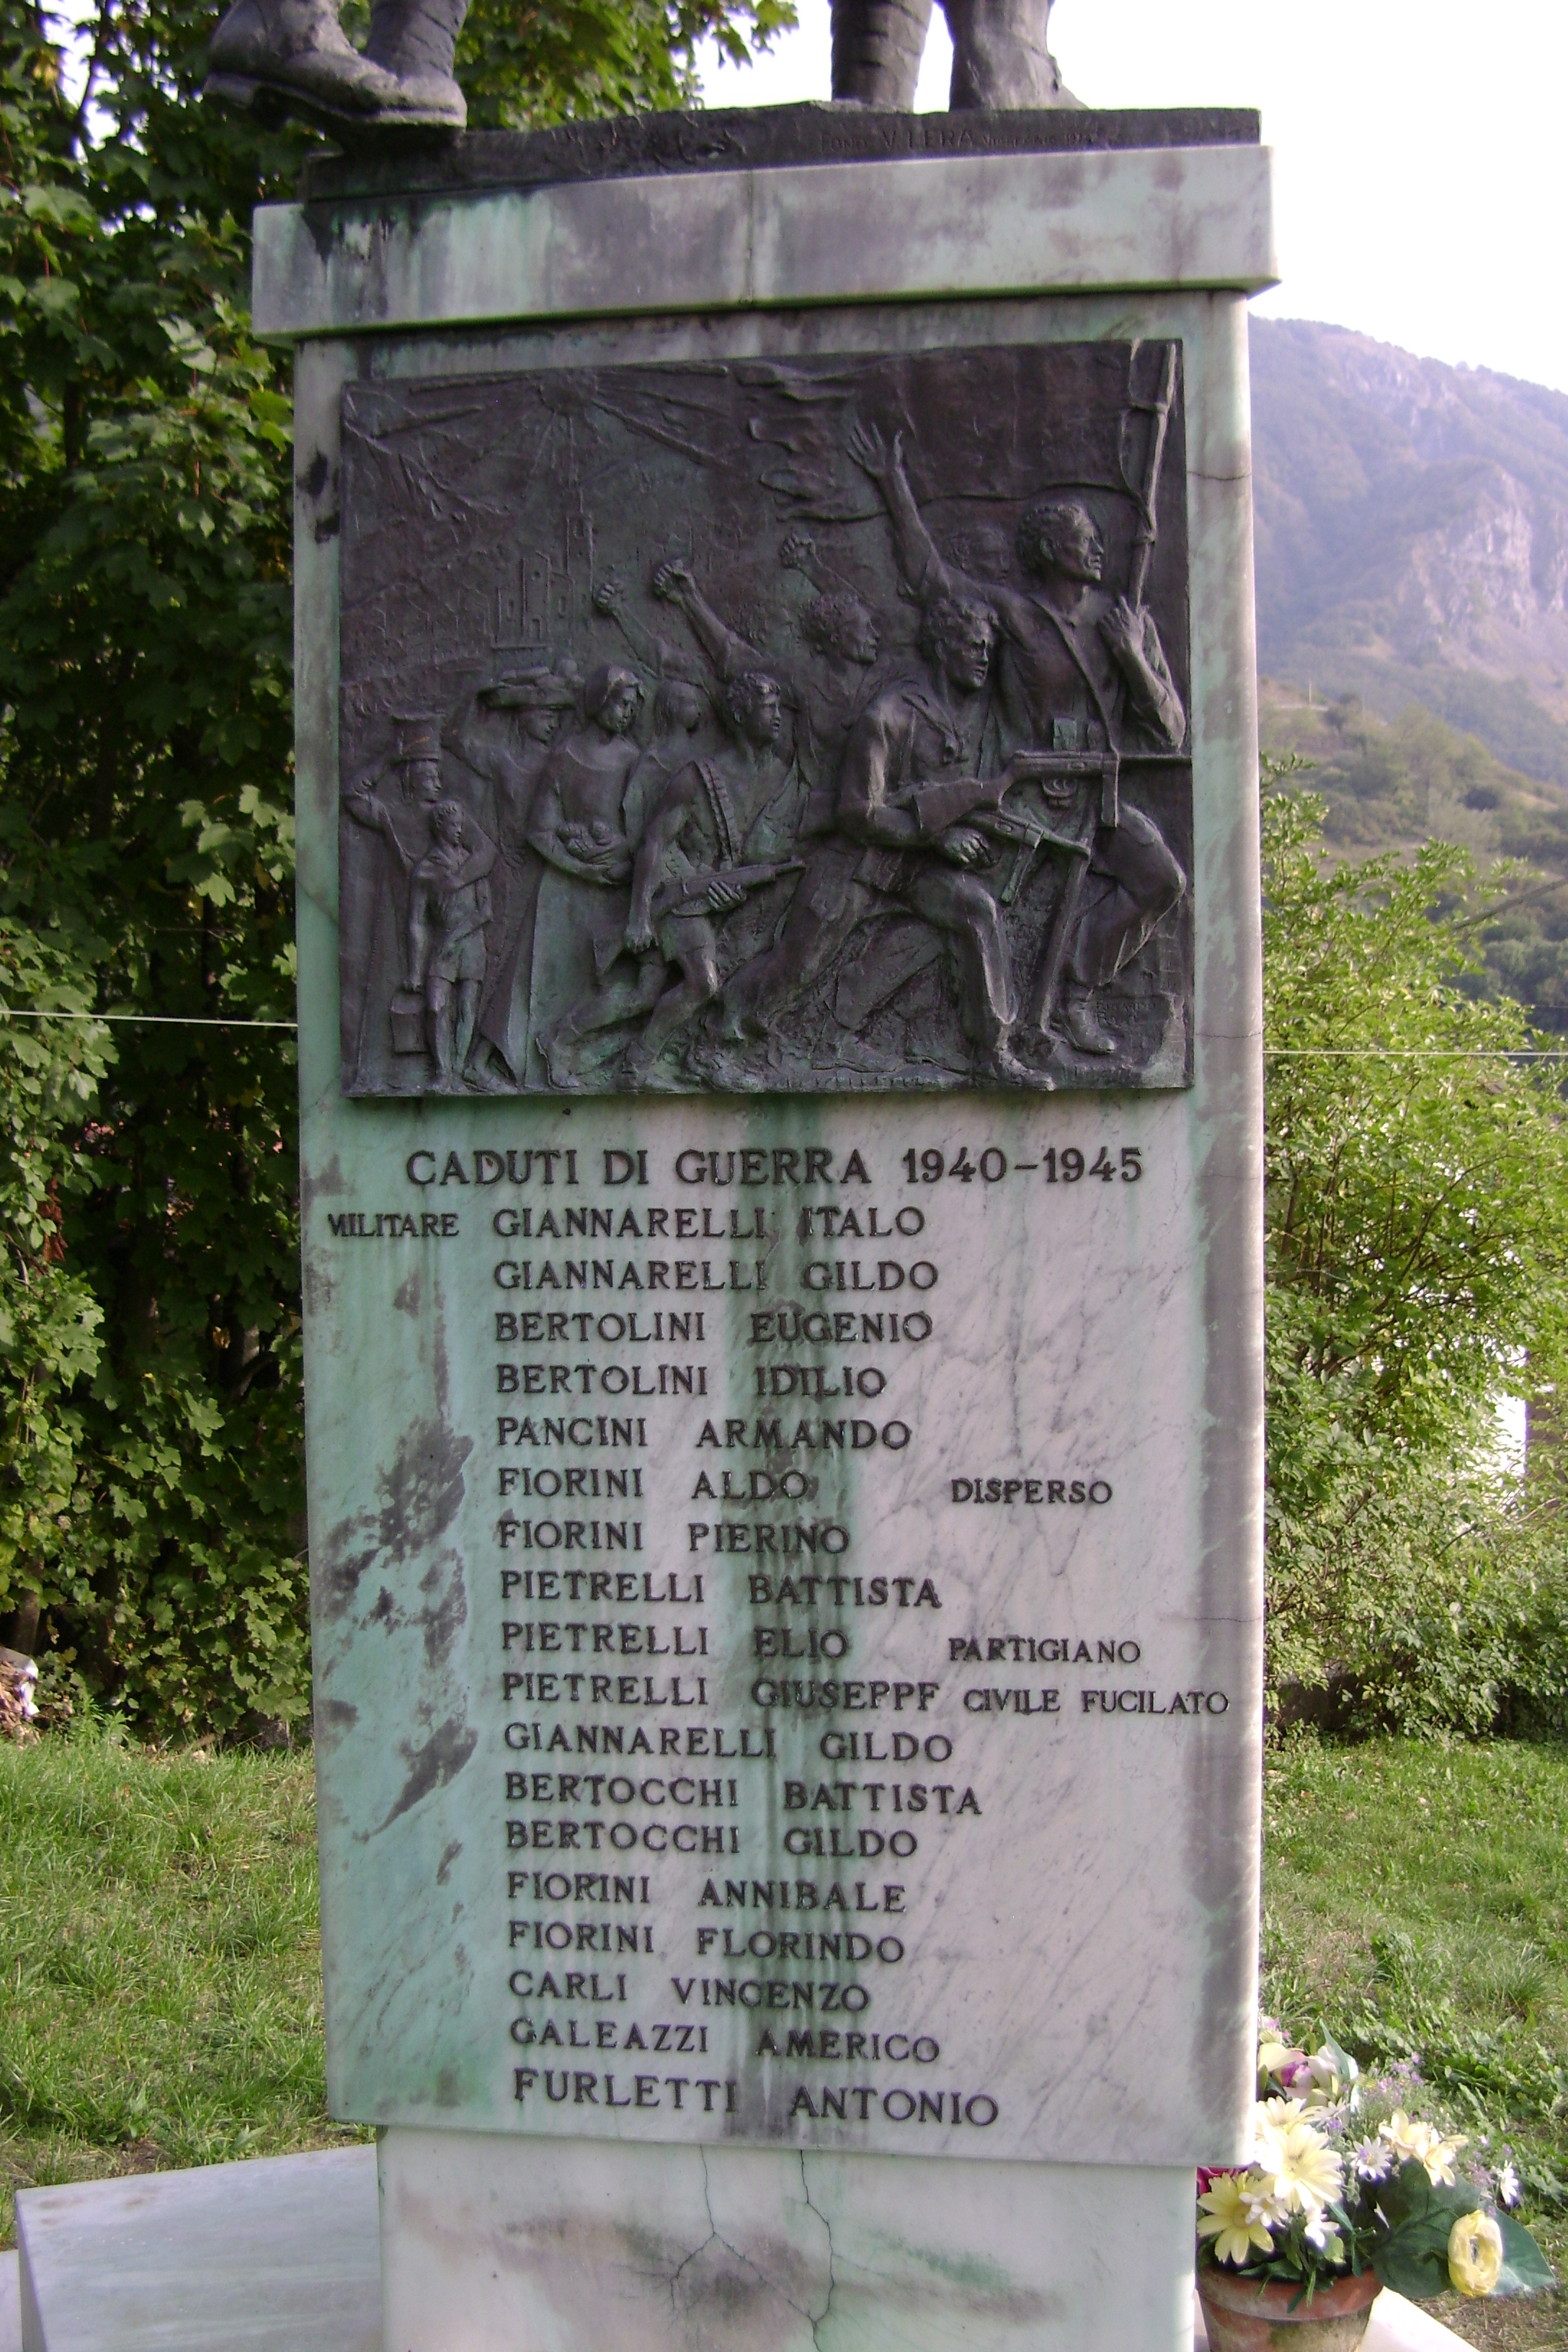 V. LERA
CADUTI DI GUERRA 1940-1945
MILITARE GIANNARELLI ITALO
GIANNARELLI GILDO
BERTOLINI EUGENIO
BERTOLINI IDILIO
PANCINI ARMANDO
FIORINI ALDO DISPERSO
FIORINI PIERINO
PIETRELLI BATTISTA
PIETRELLI ELIO PARTIGIANO
PIETRELLI GIUSEPPF CIVILE FUCILATO
GIANNARELLI GILDO
BERTOCCHI BATTISTA
BERTOCCHI GILDO
FIORINI ANNIBALE
FIORINI FLORINDO
CARLI VINCENZO
GALEAZZI AMERICO
FURLETTI ANTONIO